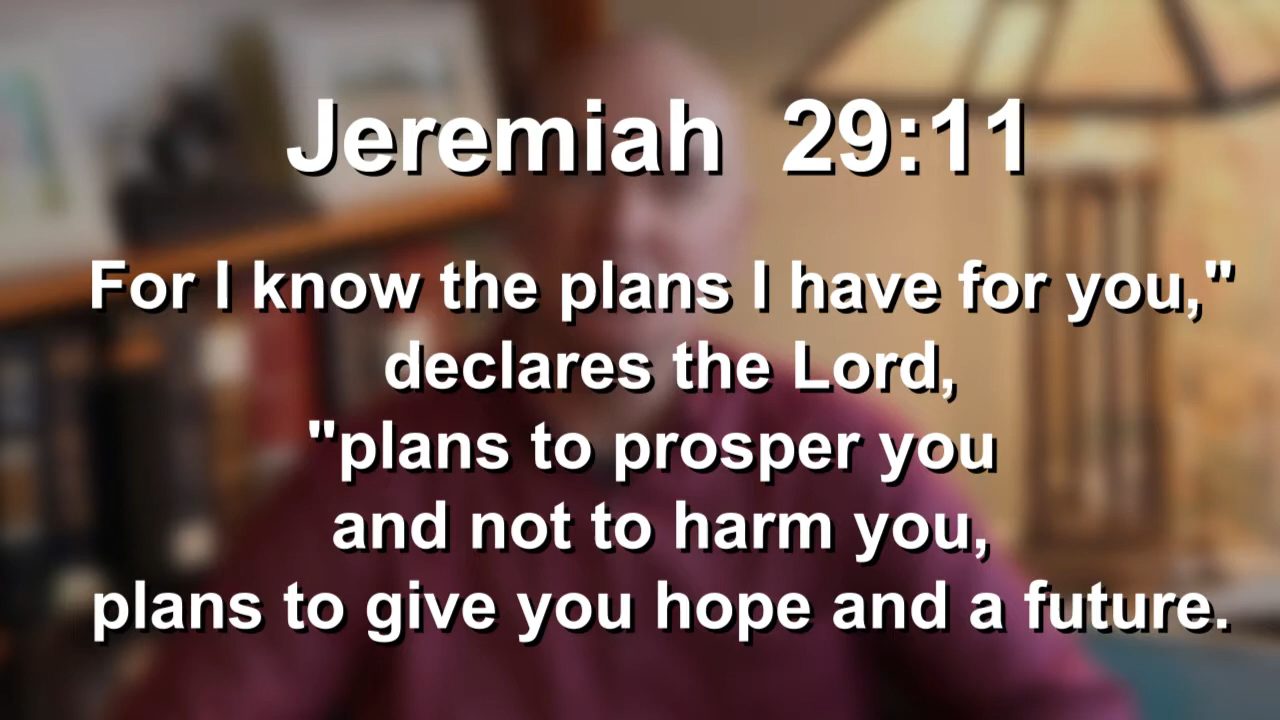 Jeremiah 29:11
For I know the plans I have for you,"
declares the Lord,
"plans to prosper you
and not to harm you,
plans to give you hope and a future.